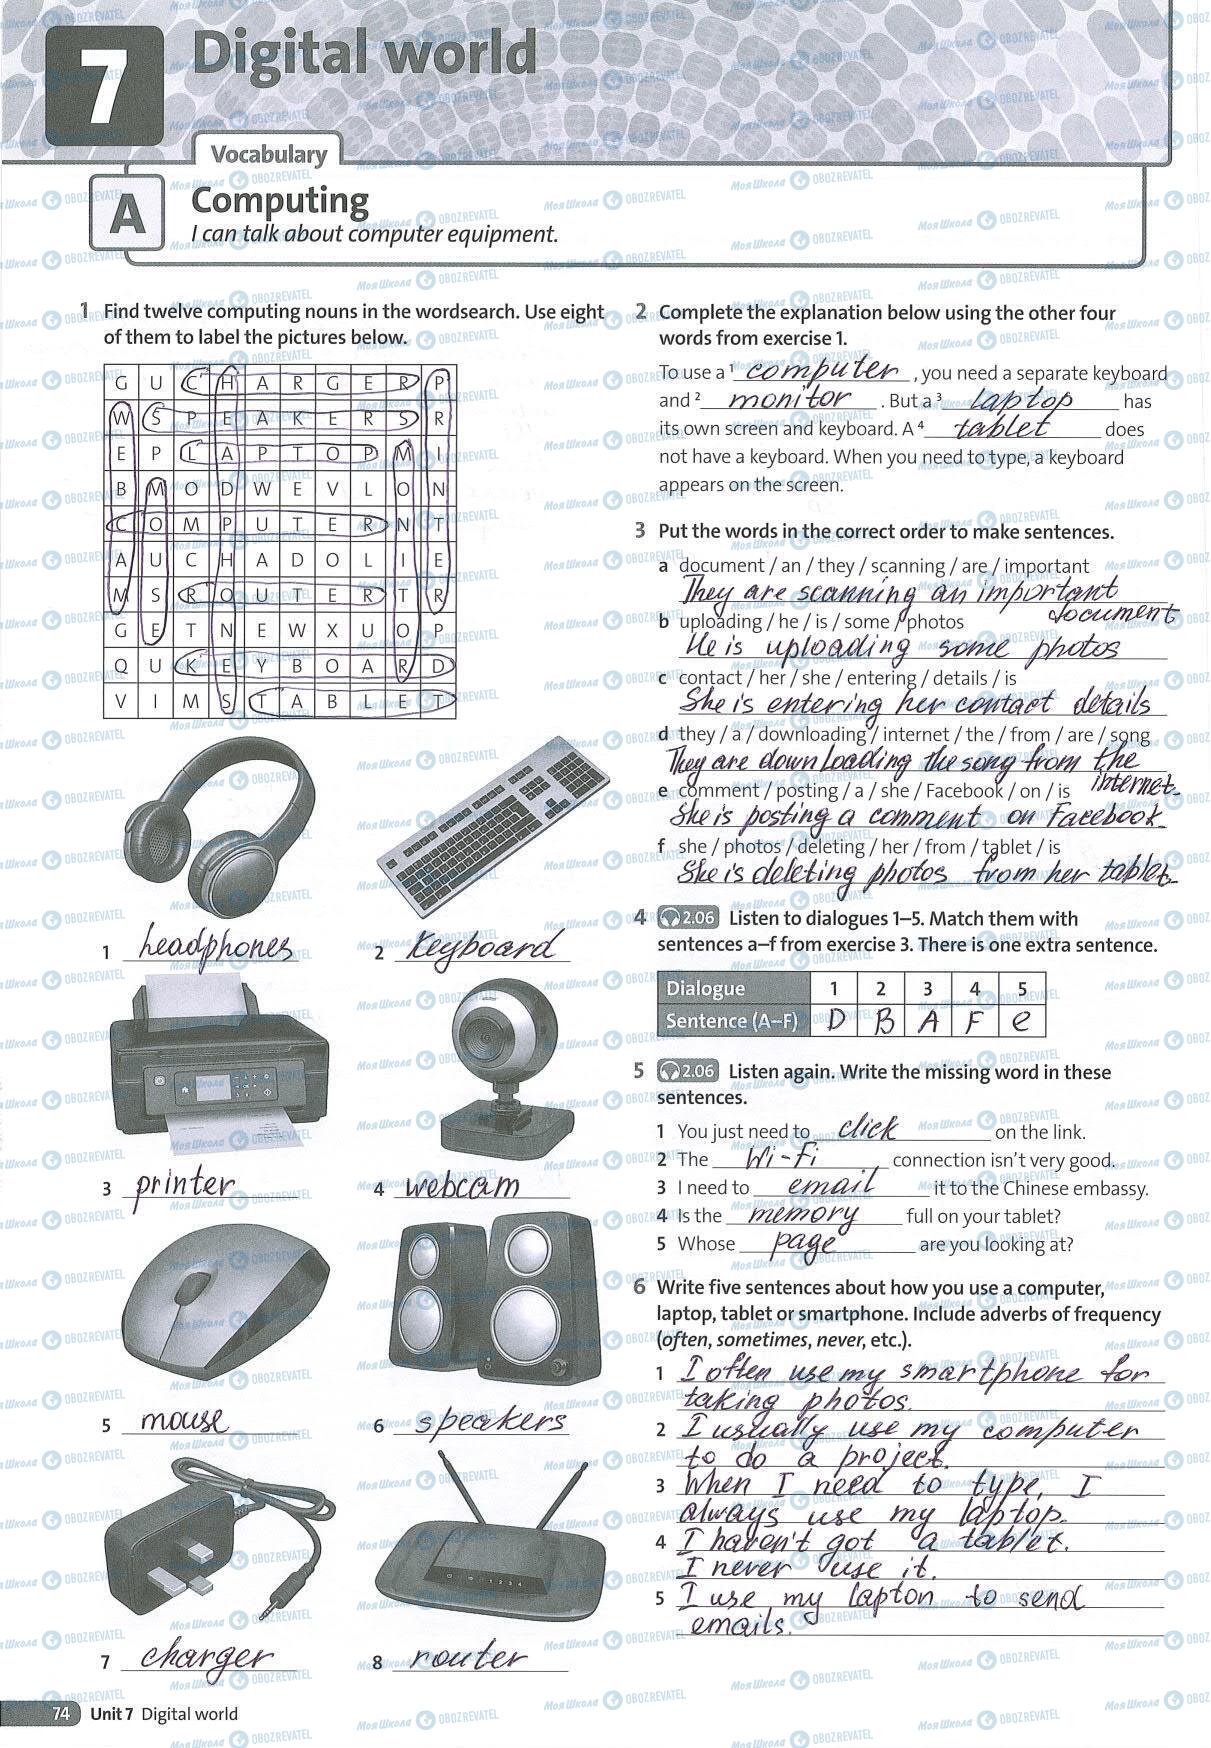 7
Digital world
Vocabulary
A
Computing
I can talk about computer equipment.
1 Find twelve computing nouns in the wordsearch. Use eight
of them to label the pictures below.
G U C H A R G E R P
W S P E A K E R S R
E P L A P T O P M I
B M O D W E V L O N
C O M P U T E R N T
A U C H A D O L I E
M S R O U T E R T R
G E T N E W X U O P
Q U K E Y B O A R D
V I M S T A B L E T
1 headphones
2 keyboard
3 printer
4 webcam
5 mouse
6 speakers
7 charger
8 router
2 Complete the explanation below using the other four
words from exercise 1.
To use a 1 computer , you need a separate keyboard
and 2 monitor . But a 3 laptop has
its own screen and keyboard. A 4 tablet does
not have a keyboard. When you need to type, a keyboard
appears on the screen.
3 Put the words in the correct order to make sentences.
a document / an / they / scanning / are / important
They are scanning an important
document
b uploading / he / is / some / photos
He is uploading some photos
c contact / her / she / entering / details / is
She is entering her contact details
d they / a / downloading / internet / the / from / are / song
They are downloading the song from the
internet.
e comment / posting / a / she / Facebook / on / is
She is posting a comment on Facebook.
f she / photos / deleting / her / from / tablet / is
She is deleting photos from her tablet.
4 2.06 Listen to dialogues 1–5. Match them with
sentences a–f from exercise 3. There is one extra sentence.
Dialogue 1 2 3 4 5
Sentence (A–F) D B A F e
5 2.06 Listen again. Write the missing word in these
sentences.
1 You just need to click on the link.
2 The Wi-Fi connection isn't very good.
3 I need to email it to the Chinese embassy.
4 Is the memory full on your tablet?
5 Whose page are you looking at?
6 Write five sentences about how you use a computer,
laptop, tablet or smartphone. Include adverbs of frequency
(often, sometimes, never, etc.).
1 I often use my smartphone for
taking photos.
2 I usually use my computer
to do a project.
3 When I need to type, I
always use my laptop.
4 I haven't got a tablet.
I never use it.
5 I use my lapton to send
emails.
74 Unit 7 Digital world
Моя Школа OBOZREVATEL